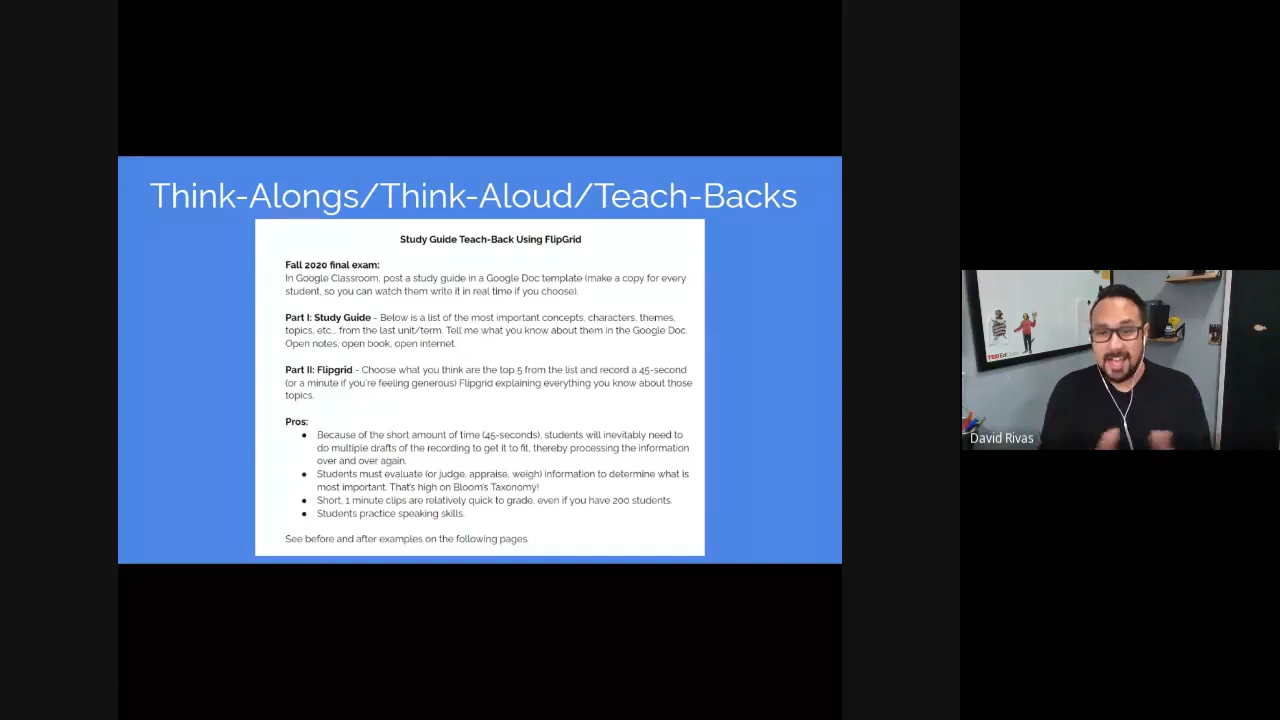 Think-Alongs/Think-Aloud/Teach-Backs
Study Guide Teach-Back Using FlipGrid
Fall 2020 final exam:
In Google Classroom, post a study guide in a Google Doc template (make a copy for every
student, so you can watch them write it in real time if you choose).
Part I: Study Guide - Below is a list of the most important concepts, characters, themes,
topics, etc... from the last unit/term. Tell me what you know about them in the Google Doc.
Open notes, open book, open internet.
Part II: Flipgrid - Choose what you think are the top 5 from the list and record a 45-second
(or a minute if you're feeling generous) Flipgrid explaining everything you know about those
topics.
Pros:
● Because of the short amount of time (45-seconds), students will inevitably need to
do multiple drafts of the recording to get it to fit, thereby processing the information
over and over again.
● Students must evaluate (or judge, appraise, weigh) information to determine what is
most important. That's high on Bloom's Taxonomy!
● Short, 1 minute clips are relatively quick to grade, even if you have 200 students.
● Students practice speaking skills.
See before and after examples on the following pages.
TEDEd
David Rivas